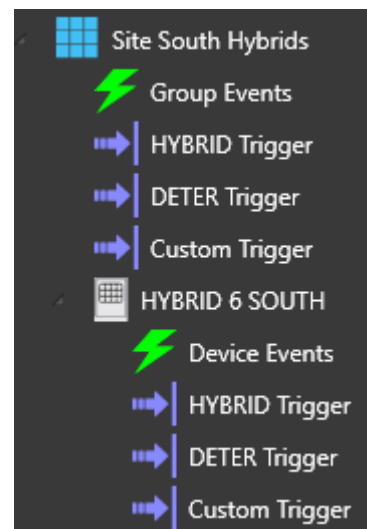 Site South Hybrids
Group Events
HYBRID Trigger
DETER Trigger
Custom Trigger
HYBRID 6 SOUTH
Device Events
HYBRID Trigger
DETER Trigger
Custom Trigger